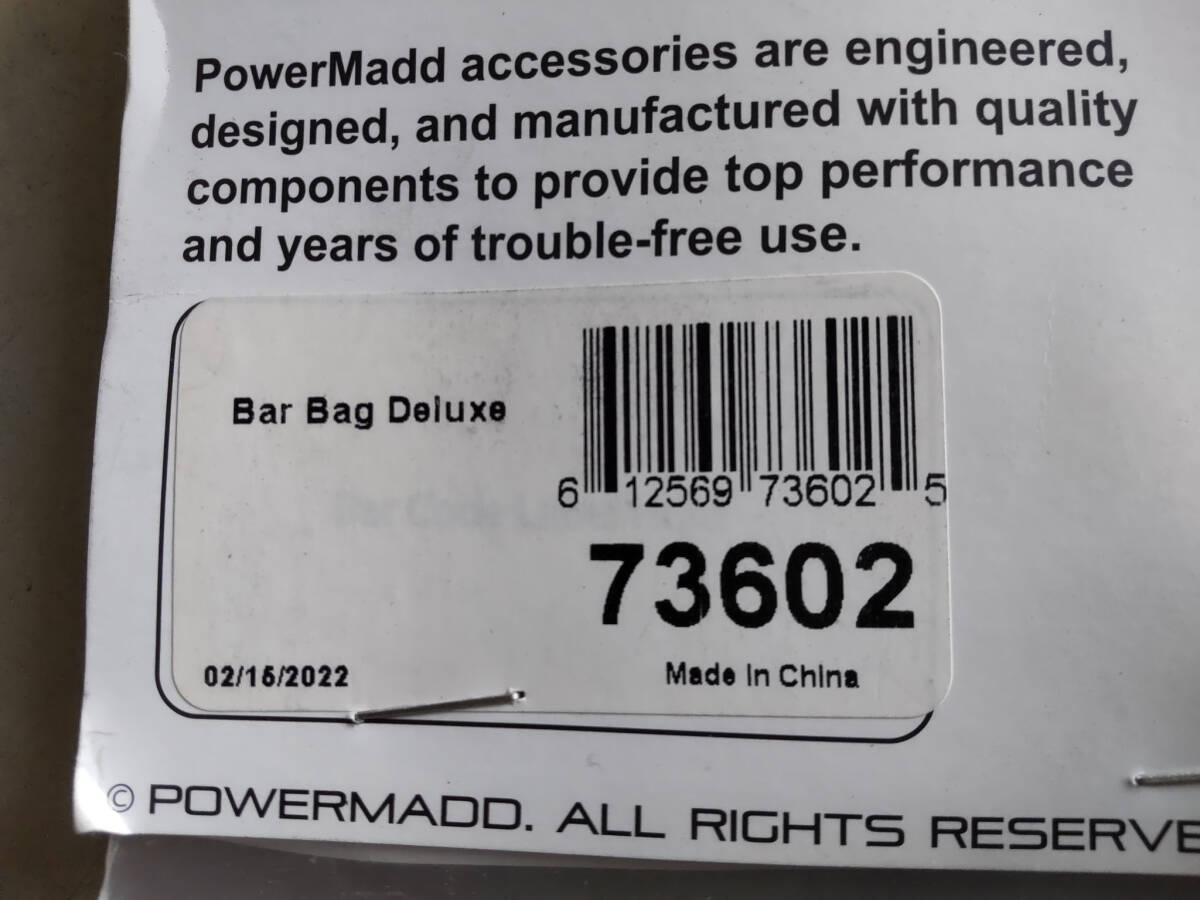 PowerMadd accessories are engineered,
designed, and manufactured with quality
components to provide top performance
and years of trouble-free use.
Bar Bag Deluxe
6 12569 73602 5
73602
02/15/2022
Made In China
© POWERMADD. ALL RIGHTS RESERVE